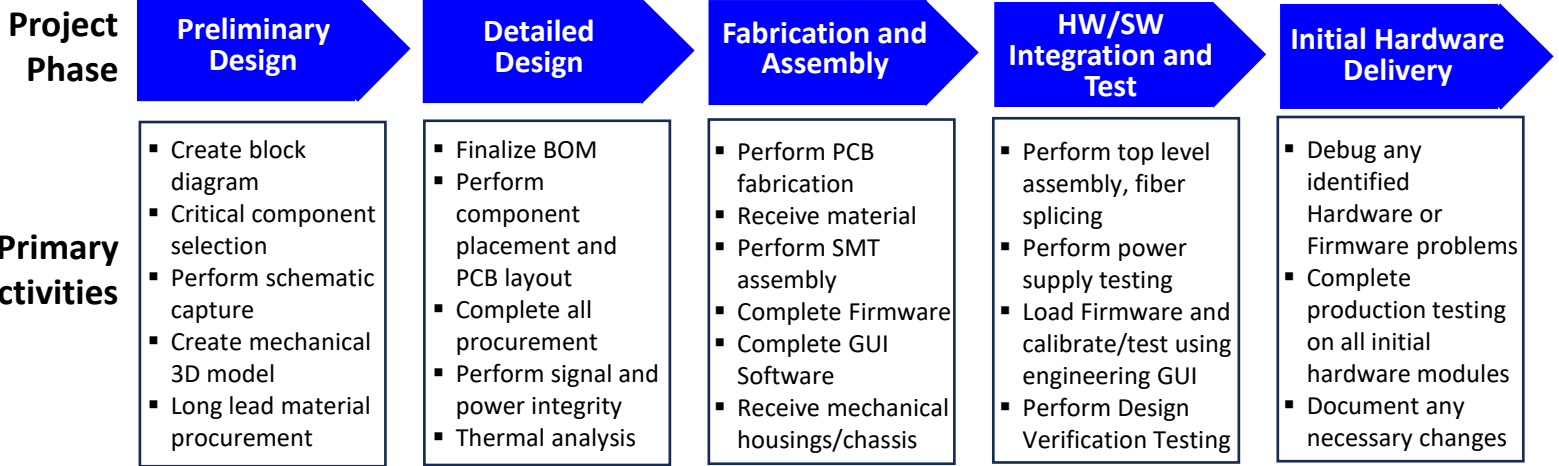 Project
Phase
Preliminary
Design
Detailed
Design
Fabrication and
Assembly
HW/SW
Integration and
Test
Initial Hardware
Delivery
Primary
ctivities
▪ Create block
diagram
▪ Critical component
selection
▪ Perform schematic
capture
▪ Create mechanical
3D model
▪ Long lead material
procurement
▪ Finalize BOM
▪ Perform
component
placement and
PCB layout
▪ Complete all
procurement
▪ Perform signal and
power integrity
▪ Thermal analysis
▪ Perform PCB
fabrication
▪ Receive material
▪ Perform SMT
assembly
▪ Complete Firmware
▪ Complete GUI
Software
▪ Receive mechanical
housings/chassis
▪ Perform top level
assembly, fiber
splicing
▪ Perform power
supply testing
▪ Load Firmware and
calibrate/test using
engineering GUI
▪ Perform Design
Verification Testing
▪ Debug any
identified
Hardware or
Firmware problems
▪ Complete
production testing
on all initial
hardware modules
▪ Document any
necessary changes